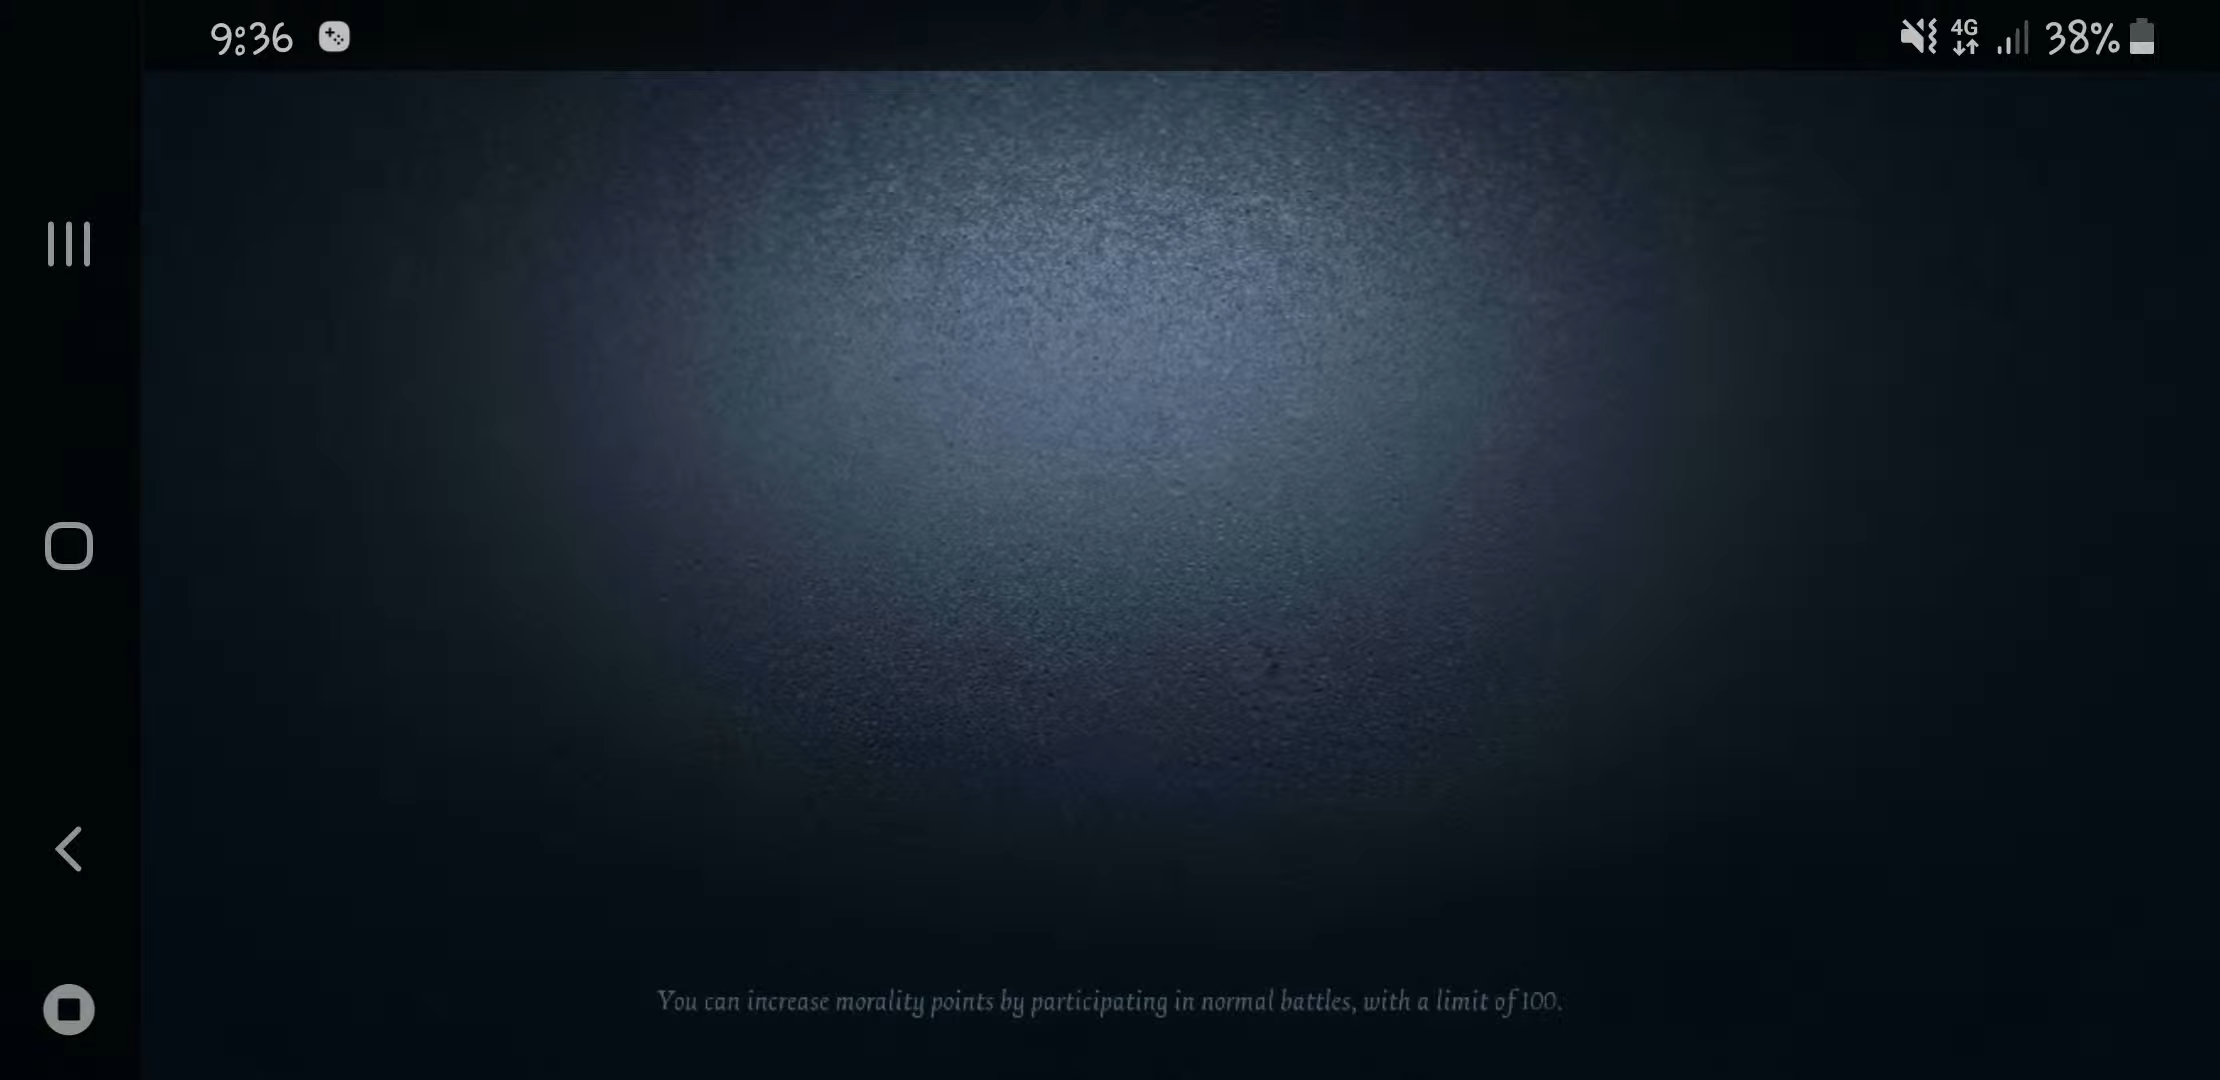 9:36
4G 38%
You can increase morality points by participating in normal battles, with a limit of 100.